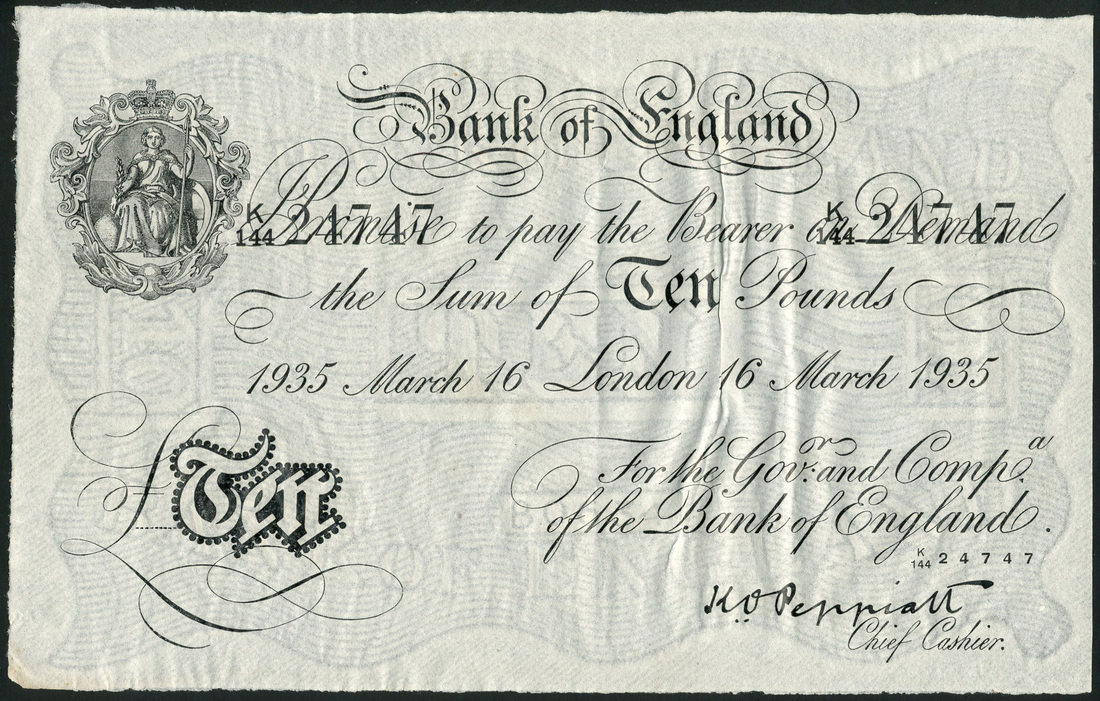 Bank of England
K/144 24747 K/144 24747
I Promise to pay the Bearer on Demand
the Sum of Ten Pounds
1935 March 16 London 16 March 1935
£Ten
For the Govʳ: and Compᵃ.
of the Bank of England.
K/144 24747
K.O. Peppiatt
Chief Cashier.